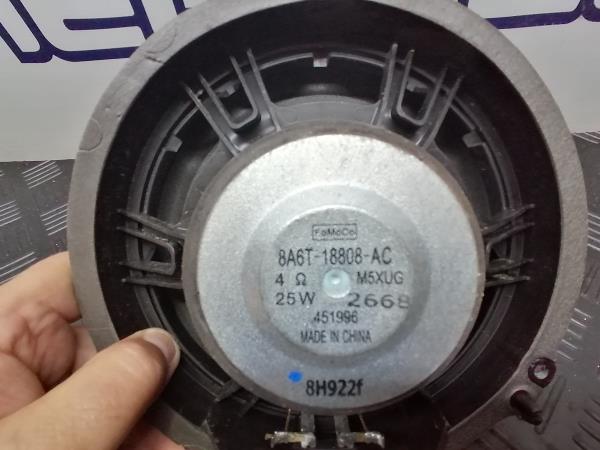 FoMoCo
8A6T-18808-AC
4 Ω M5XUG
25W 2668
451996
MADE IN CHINA
8H922f